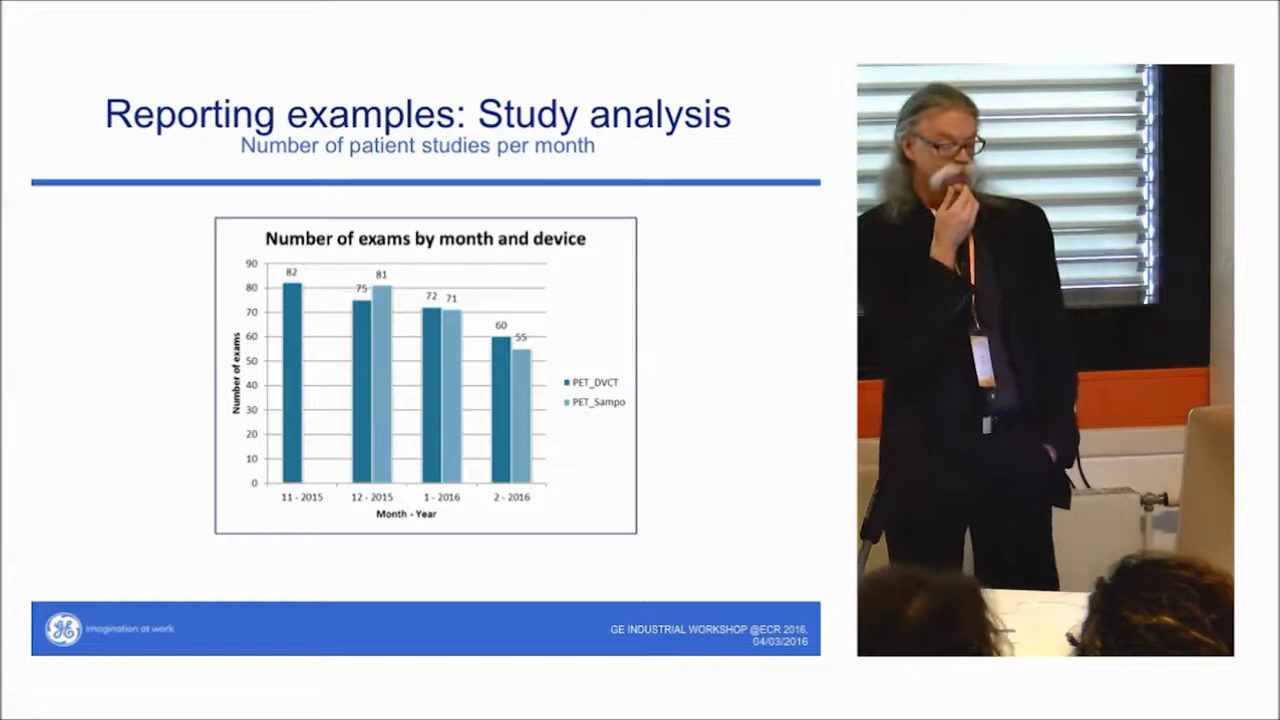 Reporting examples: Study analysis
Number of patient studies per month
Number of exams by month and device
90
80
70
60
50
40
30
20
10
0
Number of exams
82
75
81
72
71
60
55
11 - 2015
12 - 2015
1 - 2016
2 - 2016
Month - Year
PET_DVCT
PET_Sampo
imagination at work
GE INDUSTRIAL WORKSHOP @ECR 2016,
04/03/2016